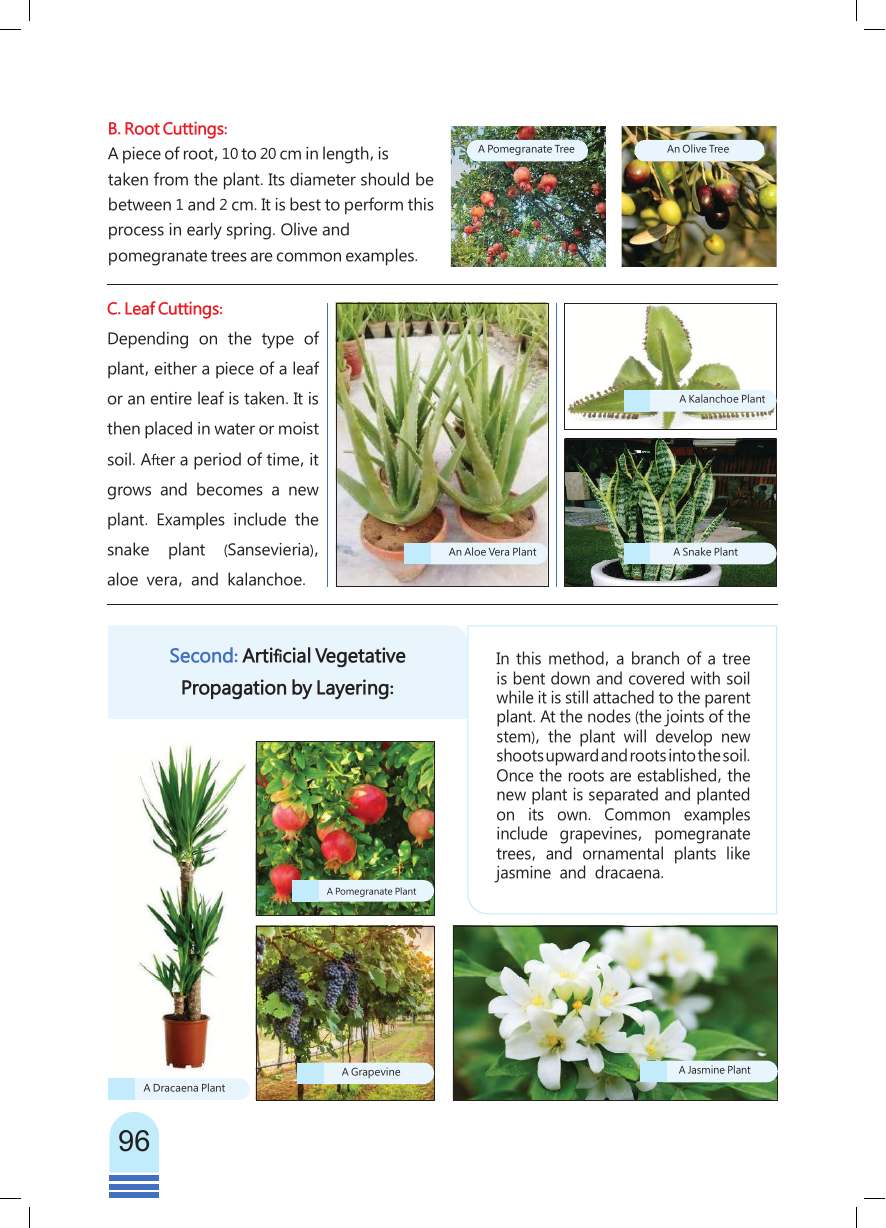 B. Root Cuttings:
A piece of root, 10 to 20 cm in length, is
taken from the plant. Its diameter should be
between 1 and 2 cm. It is best to perform this
process in early spring. Olive and
pomegranate trees are common examples.
A Pomegranate Tree
An Olive Tree
C. Leaf Cuttings:
Depending on the type of
plant, either a piece of a leaf
or an entire leaf is taken. It is
then placed in water or moist
soil. After a period of time, it
grows and becomes a new
plant. Examples include the
snake plant (Sansevieria),
aloe vera, and kalanchoe.
An Aloe Vera Plant
A Kalanchoe Plant
A Snake Plant
Second: Artificial Vegetative
Propagation by Layering:
In this method, a branch of a tree
is bent down and covered with soil
while it is still attached to the parent
plant. At the nodes (the joints of the
stem), the plant will develop new
shoots upward and roots into the soil.
Once the roots are established, the
new plant is separated and planted
on its own. Common examples
include grapevines, pomegranate
trees, and ornamental plants like
jasmine and dracaena.
A Pomegranate Plant
A Dracaena Plant
A Grapevine
A Jasmine Plant
96